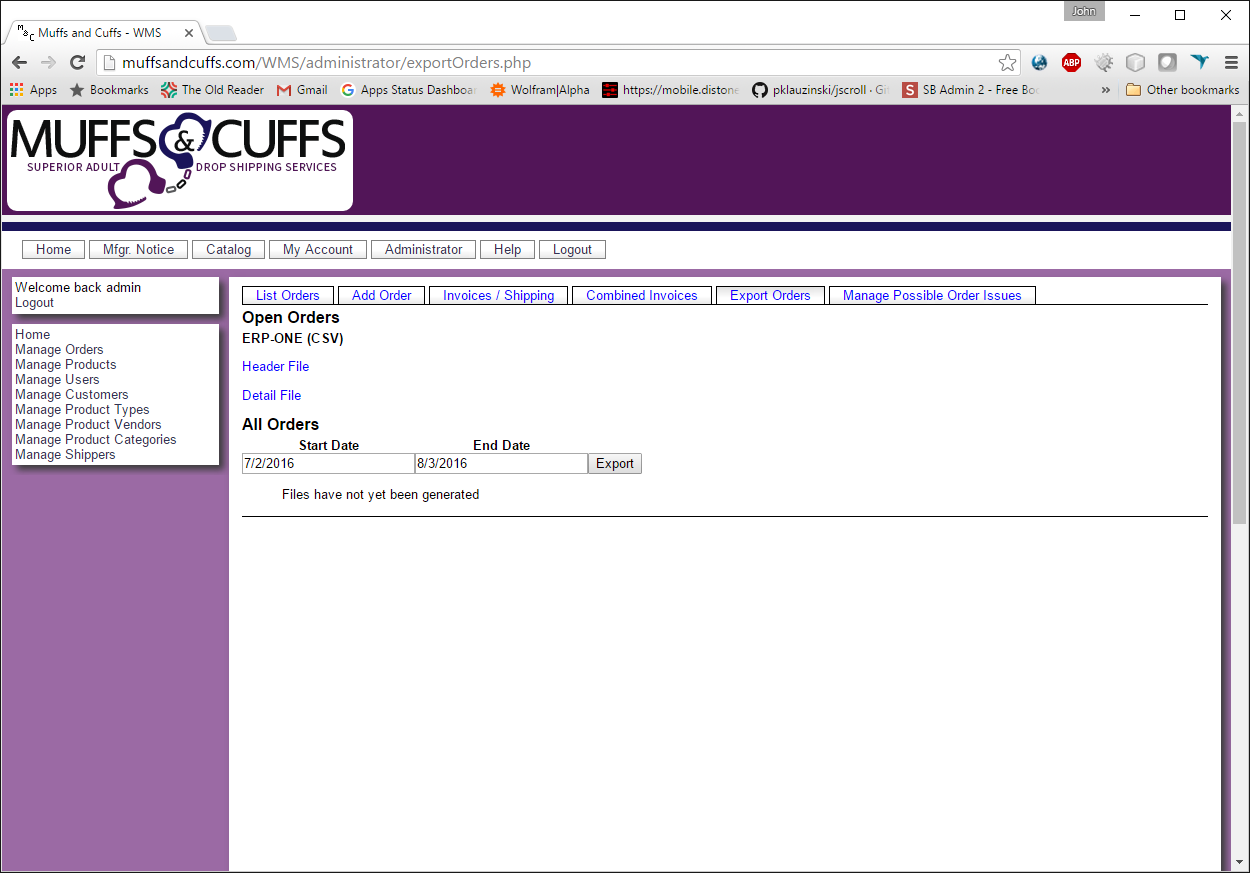 John
M&C Muffs and Cuffs - WMS
muffsandcuffs.com/WMS/administrator/exportOrders.php
ABP
Apps Bookmarks The Old Reader Gmail Apps Status Dashboa Wolfram|Alpha https://mobile.distone pklauzinski/jscroll · Gi SB Admin 2 - Free Boo » Other bookmarks
MUFFS & CUFFS
SUPERIOR ADULT DROP SHIPPING SERVICES
Home Mfgr. Notice Catalog My Account Administrator Help Logout
Welcome back admin
Logout
Home
Manage Orders
Manage Products
Manage Users
Manage Customers
Manage Product Types
Manage Product Vendors
Manage Product Categories
Manage Shippers
List Orders Add Order Invoices / Shipping Combined Invoices Export Orders Manage Possible Order Issues
Open Orders
ERP-ONE (CSV)
Header File
Detail File
All Orders
Start Date End Date
7/2/2016 8/3/2016 Export
Files have not yet been generated